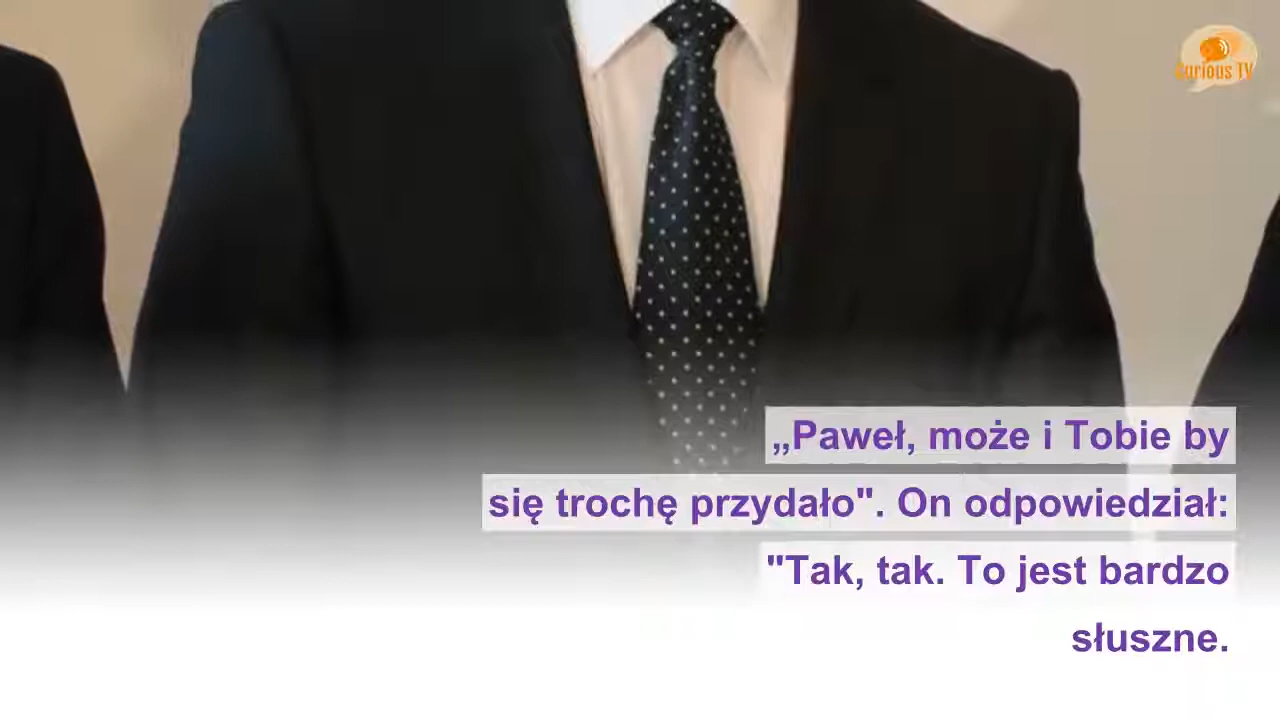 Curious TV
„Paweł, może i Tobie by
się trochę przydało". On odpowiedział:
"Tak, tak. To jest bardzo
słuszne.